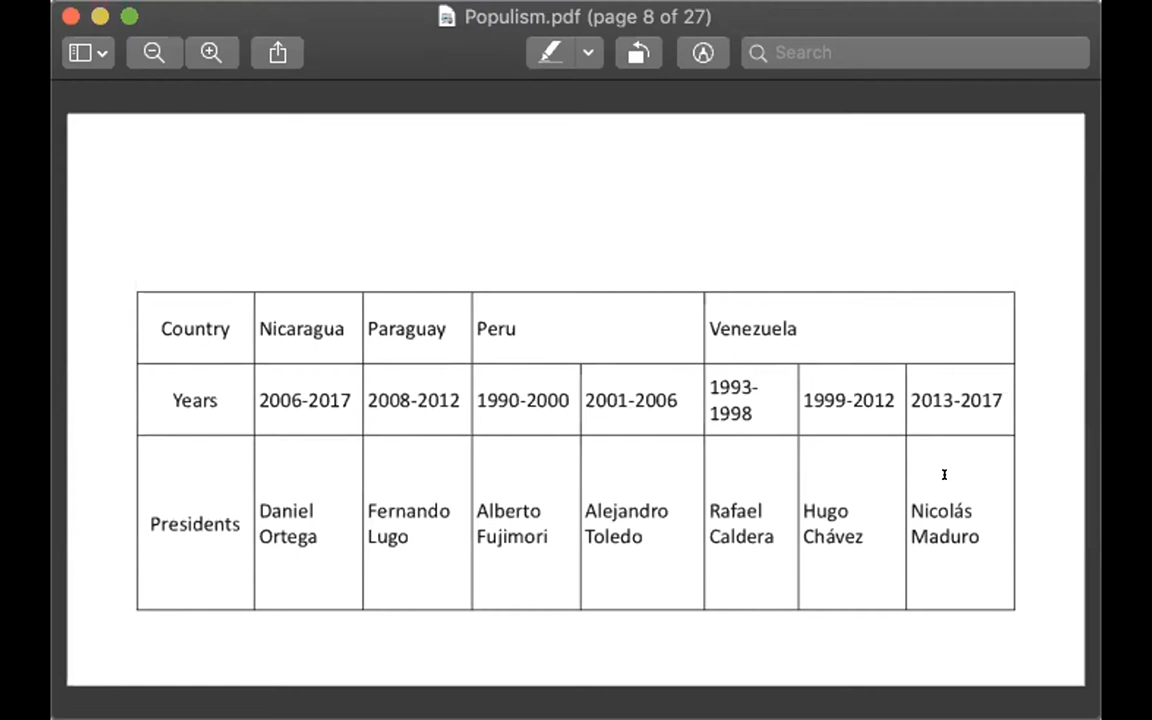 Populism.pdf (page 8 of 27)
Search
Country Nicaragua Paraguay Peru Venezuela
Years 2006-2017 2008-2012 1990-2000 2001-2006 1993-1998 1999-2012 2013-2017
Presidents Daniel Ortega Fernando Lugo Alberto Fujimori Alejandro Toledo Rafael Caldera Hugo Chávez Nicolás Maduro